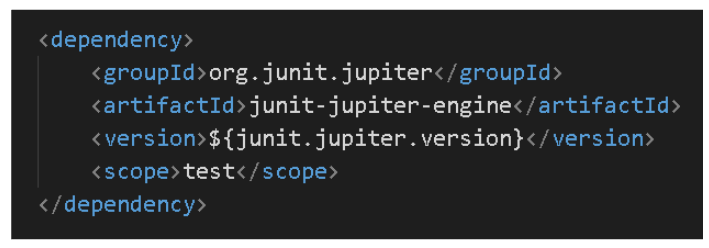 <dependency>
<groupId>org.junit.jupiter</groupId>
<artifactId>junit-jupiter-engine</artifactId>
<version>${junit.jupiter.version}</version>
<scope>test</scope>
</dependency>